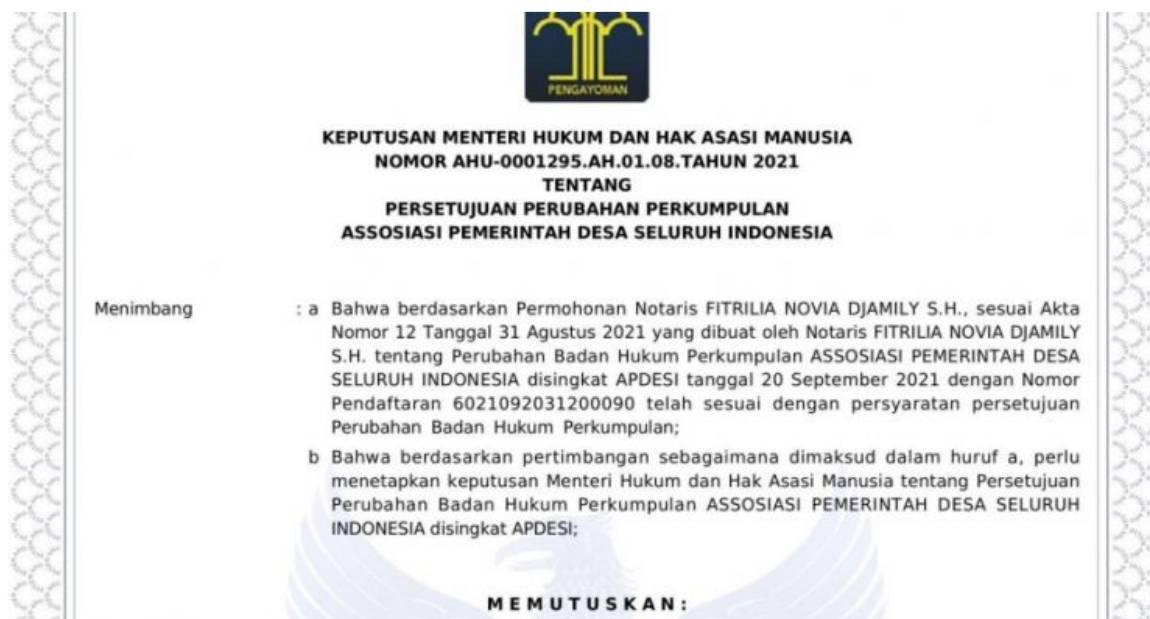 PENGAYOMAN
KEPUTUSAN MENTERI HUKUM DAN HAK ASASI MANUSIA
NOMOR AHU-0001295.AH.01.08.TAHUN 2021
TENTANG
PERSETUJUAN PERUBAHAN PERKUMPULAN
ASSOSIASI PEMERINTAH DESA SELURUH INDONESIA
Menimbang : a Bahwa berdasarkan Permohonan Notaris FITRILIA NOVIA DJAMILY S.H., sesuai Akta
Nomor 12 Tanggal 31 Agustus 2021 yang dibuat oleh Notaris FITRILIA NOVIA DJAMILY
S.H. tentang Perubahan Badan Hukum Perkumpulan ASSOSIASI PEMERINTAH DESA
SELURUH INDONESIA disingkat APDESI tanggal 20 September 2021 dengan Nomor
Pendaftaran 6021092031200090 telah sesuai dengan persyaratan persetujuan
Perubahan Badan Hukum Perkumpulan;
b Bahwa berdasarkan pertimbangan sebagaimana dimaksud dalam huruf a, perlu
menetapkan keputusan Menteri Hukum dan Hak Asasi Manusia tentang Persetujuan
Perubahan Badan Hukum Perkumpulan ASSOSIASI PEMERINTAH DESA SELURUH
INDONESIA disingkat APDESI;
M E M U T U S K A N :